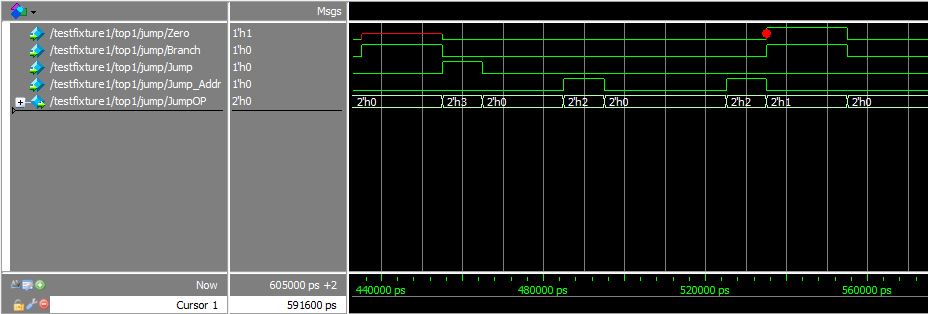 Msgs
/testfixture1/top1/jump/Zero 1'h1
/testfixture1/top1/jump/Branch 1'h0
/testfixture1/top1/jump/Jump 1'h0
/testfixture1/top1/jump/Jump_Addr 1'h0
/testfixture1/top1/jump/JumpOP 2'h0 2'h0 2'h3 2'h0 2'h2 2'h0 2'h2 2'h1 2'h0
Now 605000 ps +2 440000 ps 480000 ps 520000 ps 560000 ps
Cursor 1 591600 ps